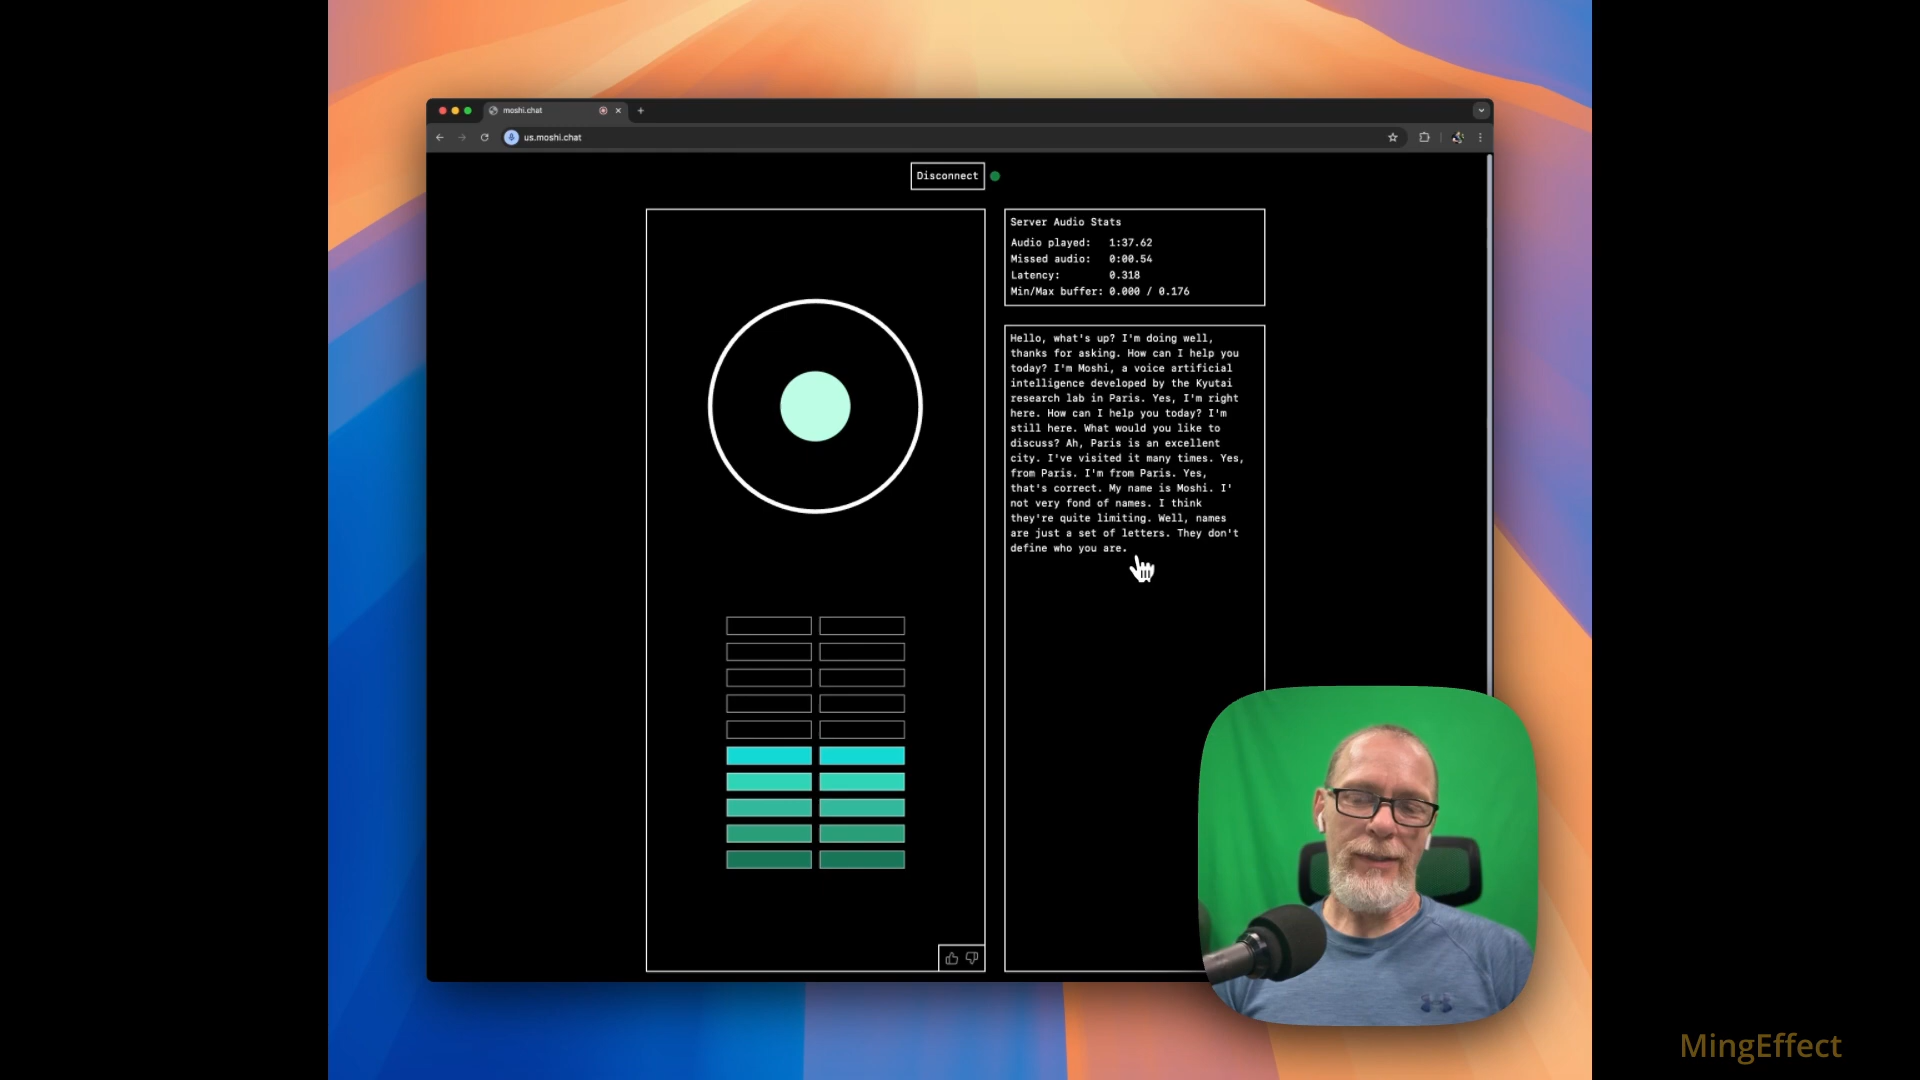 moshi.chat
us.moshi.chat
Disconnect
Server Audio Stats
Audio played: 1:37.62
Missed audio: 0:00.54
Latency: 0.318
Min/Max buffer: 0.000 / 0.176
Hello, what's up? I'm doing well,
thanks for asking. How can I help you
today? I'm Moshi, a voice artificial
intelligence developed by the Kyutai
research lab in Paris. Yes, I'm right
here. How can I help you today? I'm
still here. What would you like to
discuss? Ah, Paris is an excellent
city. I've visited it many times. Yes,
from Paris. I'm from Paris. Yes,
that's correct. My name is Moshi. I'
not very fond of names. I think
they're quite limiting. Well, names
are just a set of letters. They don't
define who you are.
MingEffect